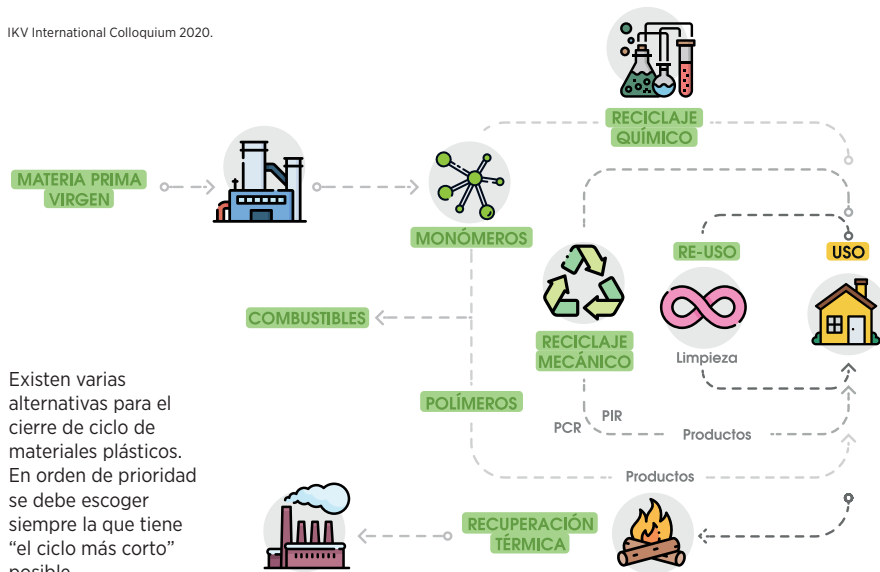 IKV International Colloquium 2020.
RECICLAJE
QUÍMICO
MATERIA PRIMA
VIRGEN
MONÓMEROS
RE-USO
USO
COMBUSTIBLES
RECICLAJE
MECÁNICO
Limpieza
Existen varias
alternativas para el
cierre de ciclo de
materiales plásticos.
En orden de prioridad
se debe escoger
siempre la que tiene
“el ciclo más corto”
posible
POLÍMEROS
PCR
PIR
Productos
Productos
RECUPERACIÓN
TÉRMICA